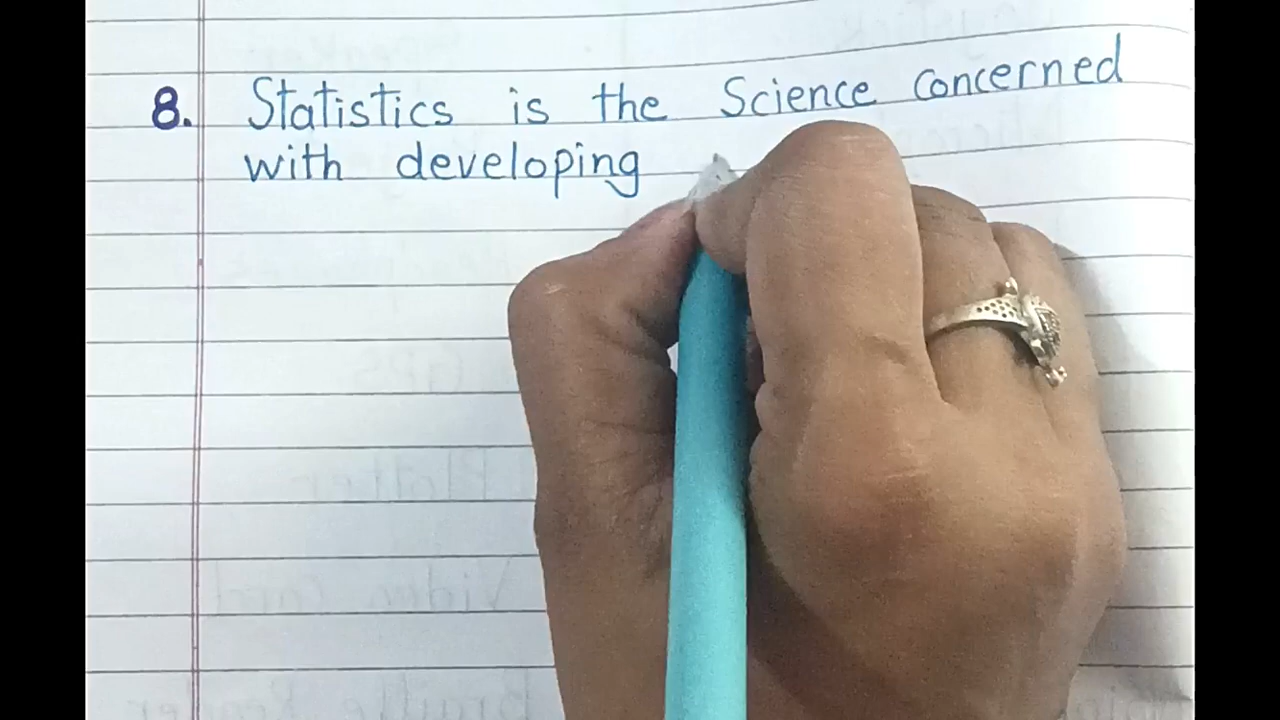 8. Statistics is the Science concerned
with developing